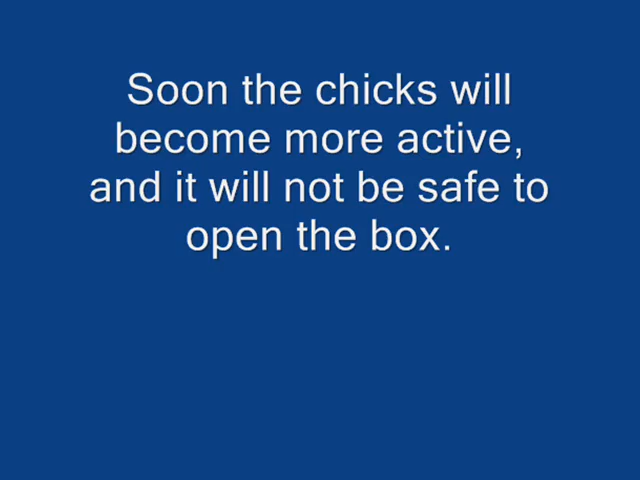 Soon the chicks will
become more active,
and it will not be safe to
open the box.